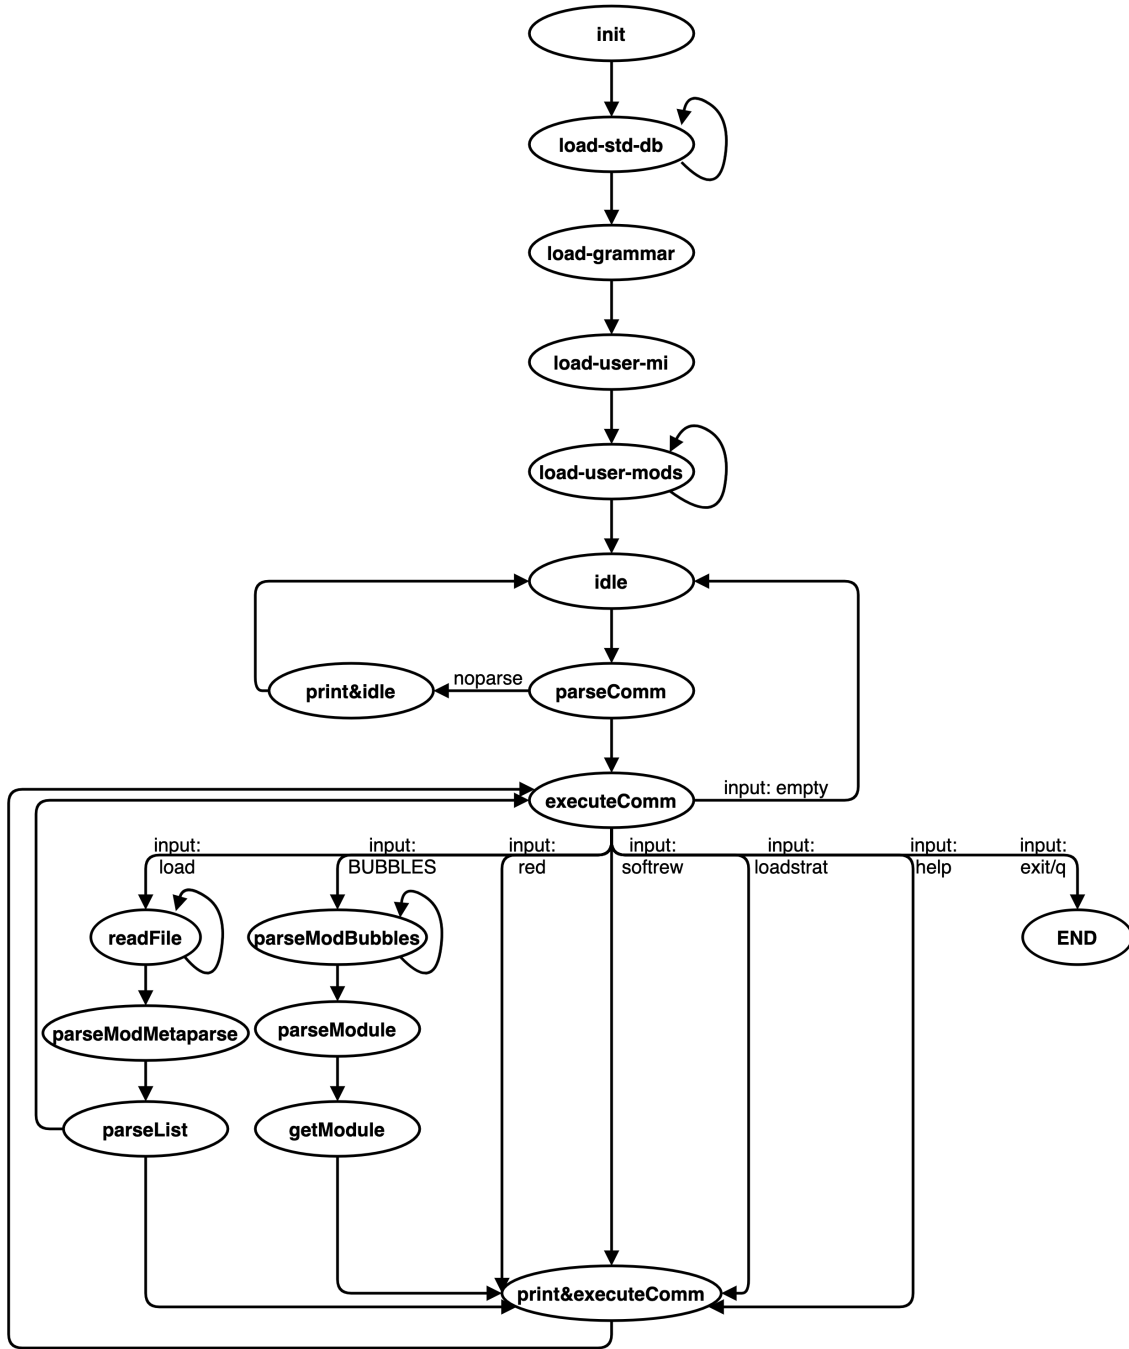 init
load-std-db
load-grammar
load-user-mi
load-user-mods
idle
print&idle
noparse
parseComm
executeComm
input: empty
input:
load
input:
BUBBLES
input:
red
input:
softrew
input:
loadstrat
input:
help
input:
exit/q
readFile
parseModBubbles
END
parseModMetaparse
parseModule
parseList
getModule
print&executeComm